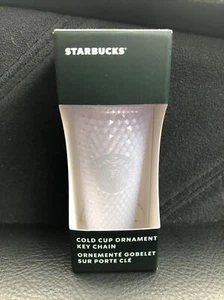 STARBUCKS®
COLD CUP ORNAMENT
KEY CHAIN
ORNEMENTÉ GOBELET
SUR PORTE CLÉ